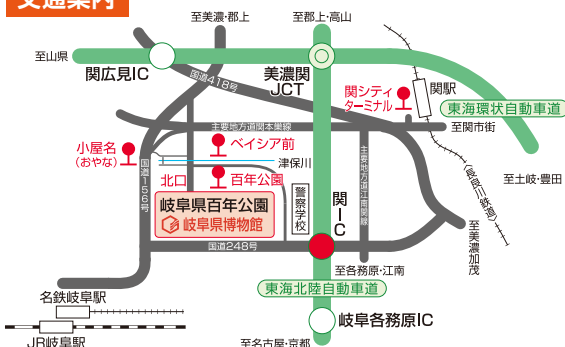 交通案内
至美濃・郡上
至郡上・高山
至山県
関広見IC
国道418号
美濃関
JCT
関シティ
ターミナル
関駅
東海環状自動車道
主要地方道関本巣線
至関市街
小屋名
(おやな)
ベイシア前
津保川
国道156号
北口
百年公園
警察学校
関IC
主要地方道江南関線
至土岐・豊田
〈長良川鉄道〉
岐阜県百年公園
岐阜県博物館
国道248号
至美濃加茂
至各務原・江南
東海北陸自動車道
名鉄岐阜駅
岐阜各務原IC
JR岐阜駅
至名古屋・京都